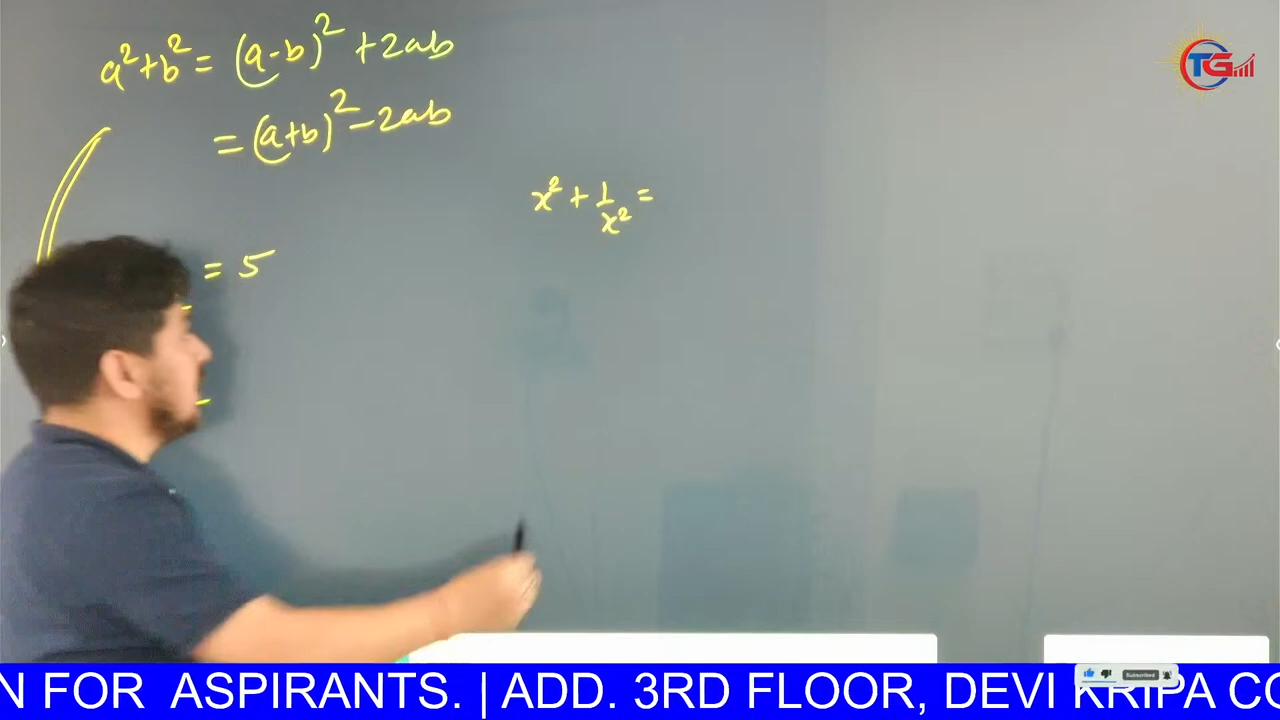 a²+b² = (a-b)² + 2ab
= (a+b)² - 2ab
x² + 1/x² =
= 5
TG
Subscribed
N FOR ASPIRANTS. | ADD. 3RD FLOOR, DEVI KRIPA CO